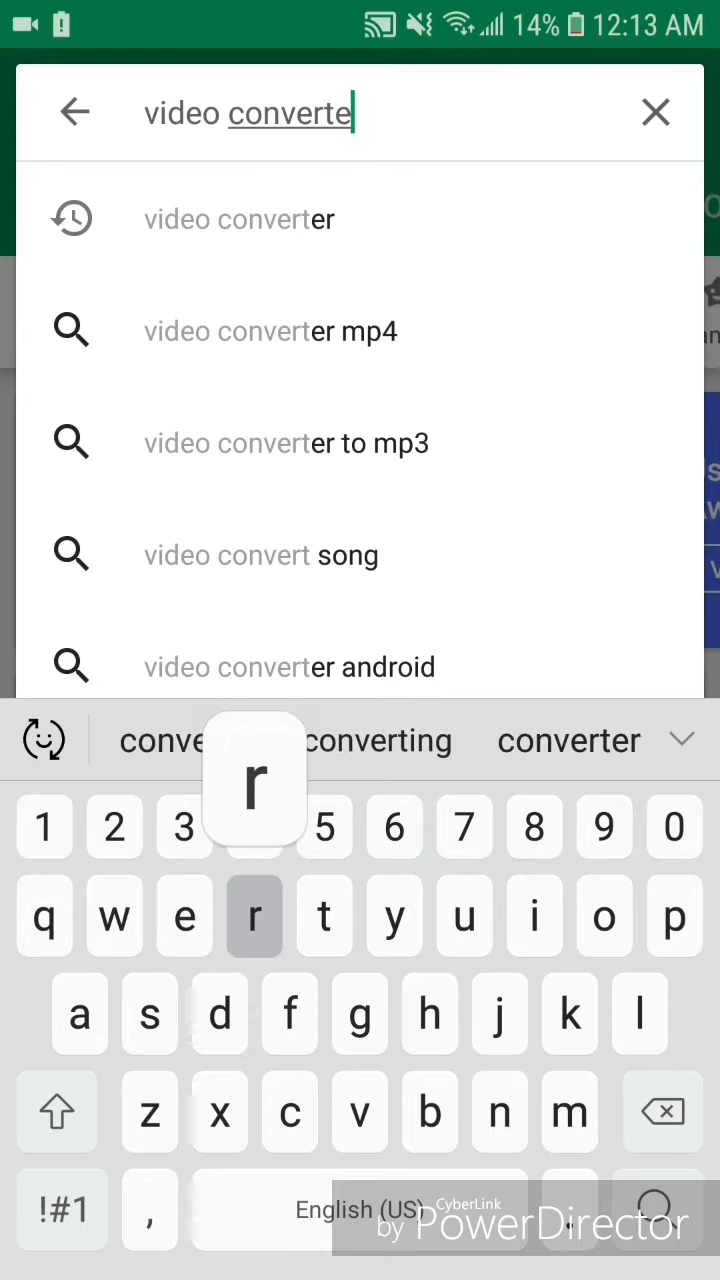 14% 12:13 AM
video converte
video converter
video converter mp4
video converter to mp3
video convert song
video converter android
conve converting converter
r
1 2 3 5 6 7 8 9 0
q w e r t y u i o p
a s d f g h j k l
z x c v b n m
!#1 , English (US) .
CyberLink
by PowerDirector